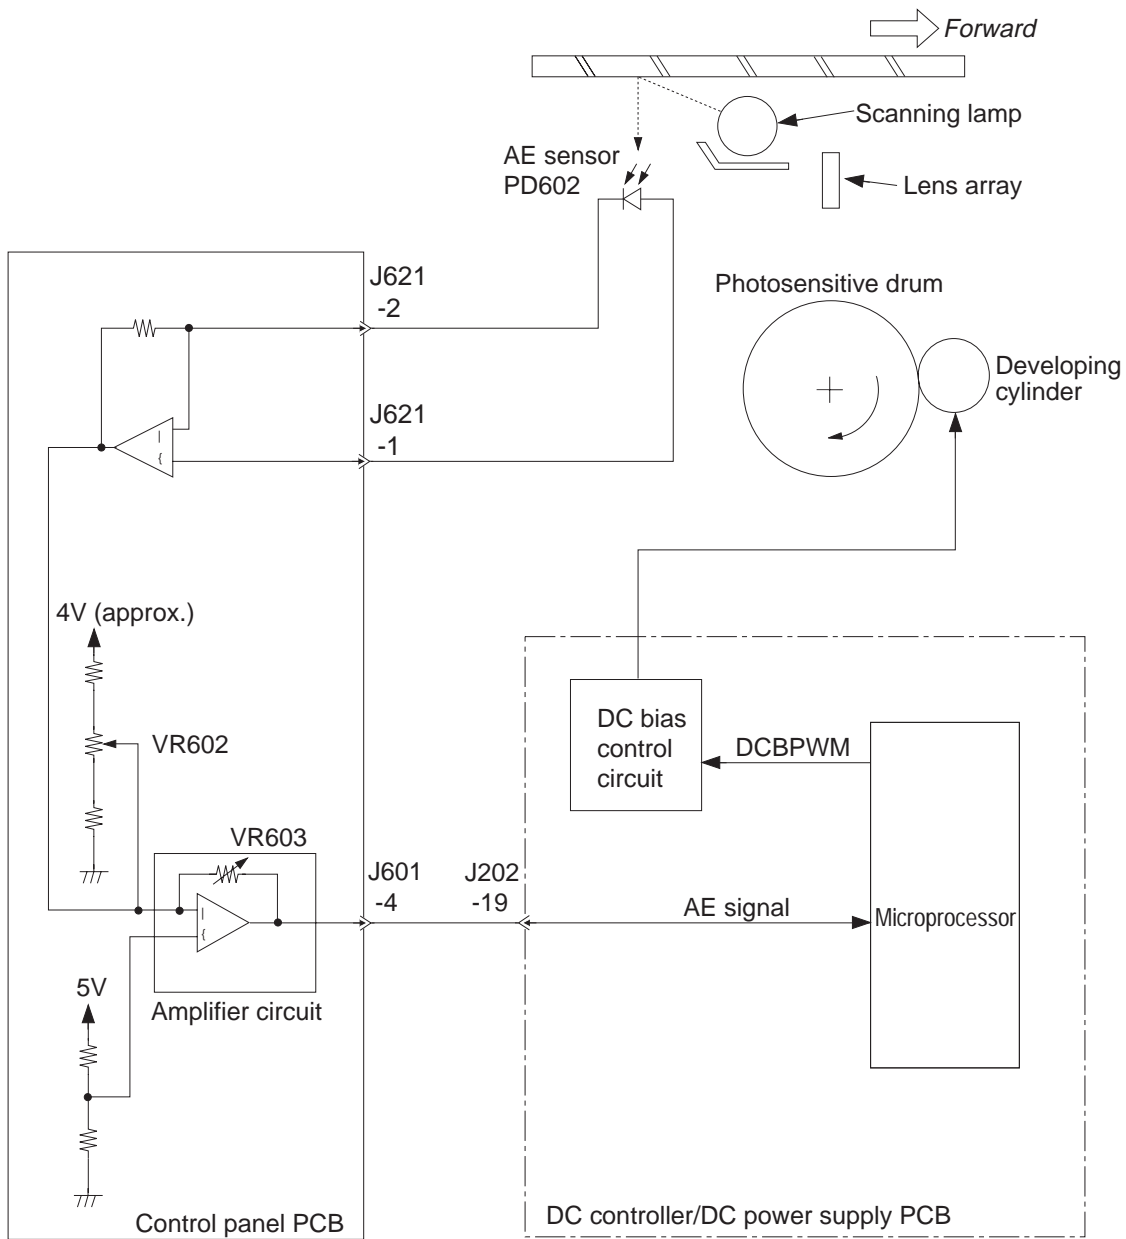 Forward
Scanning lamp
AE sensor
PD602
Lens array
J621
-2
Photosensitive drum
Developing
cylinder
J621
-1
4V (approx.)
VR602
DC bias
control
circuit
DCBPWM
VR603
J601
-4
J202
-19
AE signal
Microprocessor
5V
Amplifier circuit
Control panel PCB
DC controller/DC power supply PCB